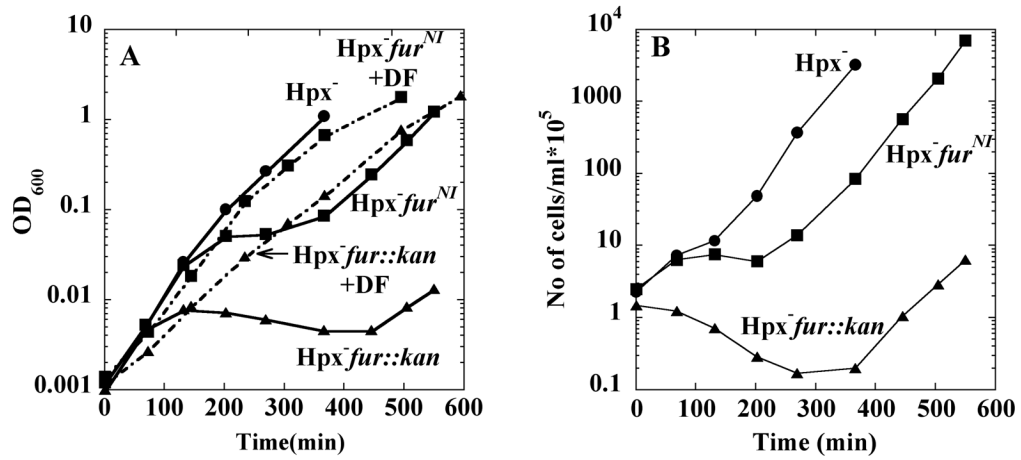 A
Hpx⁻fur^NI
+DF
Hpx⁻
Hpx⁻fur^NI
Hpx⁻fur::kan
+DF
Hpx⁻fur::kan
OD₆₀₀
10
1
0.1
0.01
0.001
0 100 200 300 400 500 600
Time(min)
B
Hpx⁻
Hpx⁻fur^NI
Hpx⁻fur::kan
No of cells/ml*10⁵
10⁴
1000
100
10
1
0.1
0 100 200 300 400 500 600
Time (min)